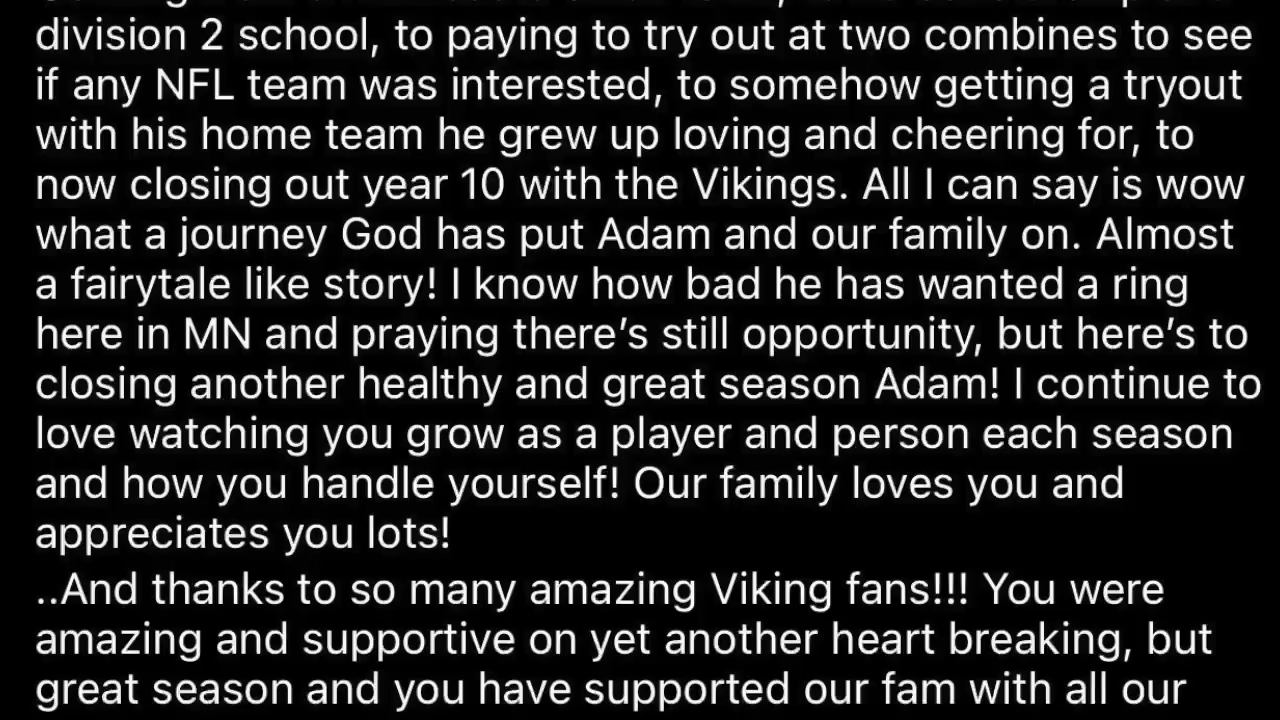 division 2 school, to paying to try out at two combines to see
if any NFL team was interested, to somehow getting a tryout
with his home team he grew up loving and cheering for, to
now closing out year 10 with the Vikings. All I can say is wow
what a journey God has put Adam and our family on. Almost
a fairytale like story! I know how bad he has wanted a ring
here in MN and praying there’s still opportunity, but here’s to
closing another healthy and great season Adam! I continue to
love watching you grow as a player and person each season
and how you handle yourself! Our family loves you and
appreciates you lots!
..And thanks to so many amazing Viking fans!!! You were
amazing and supportive on yet another heart breaking, but
great season and you have supported our fam with all our